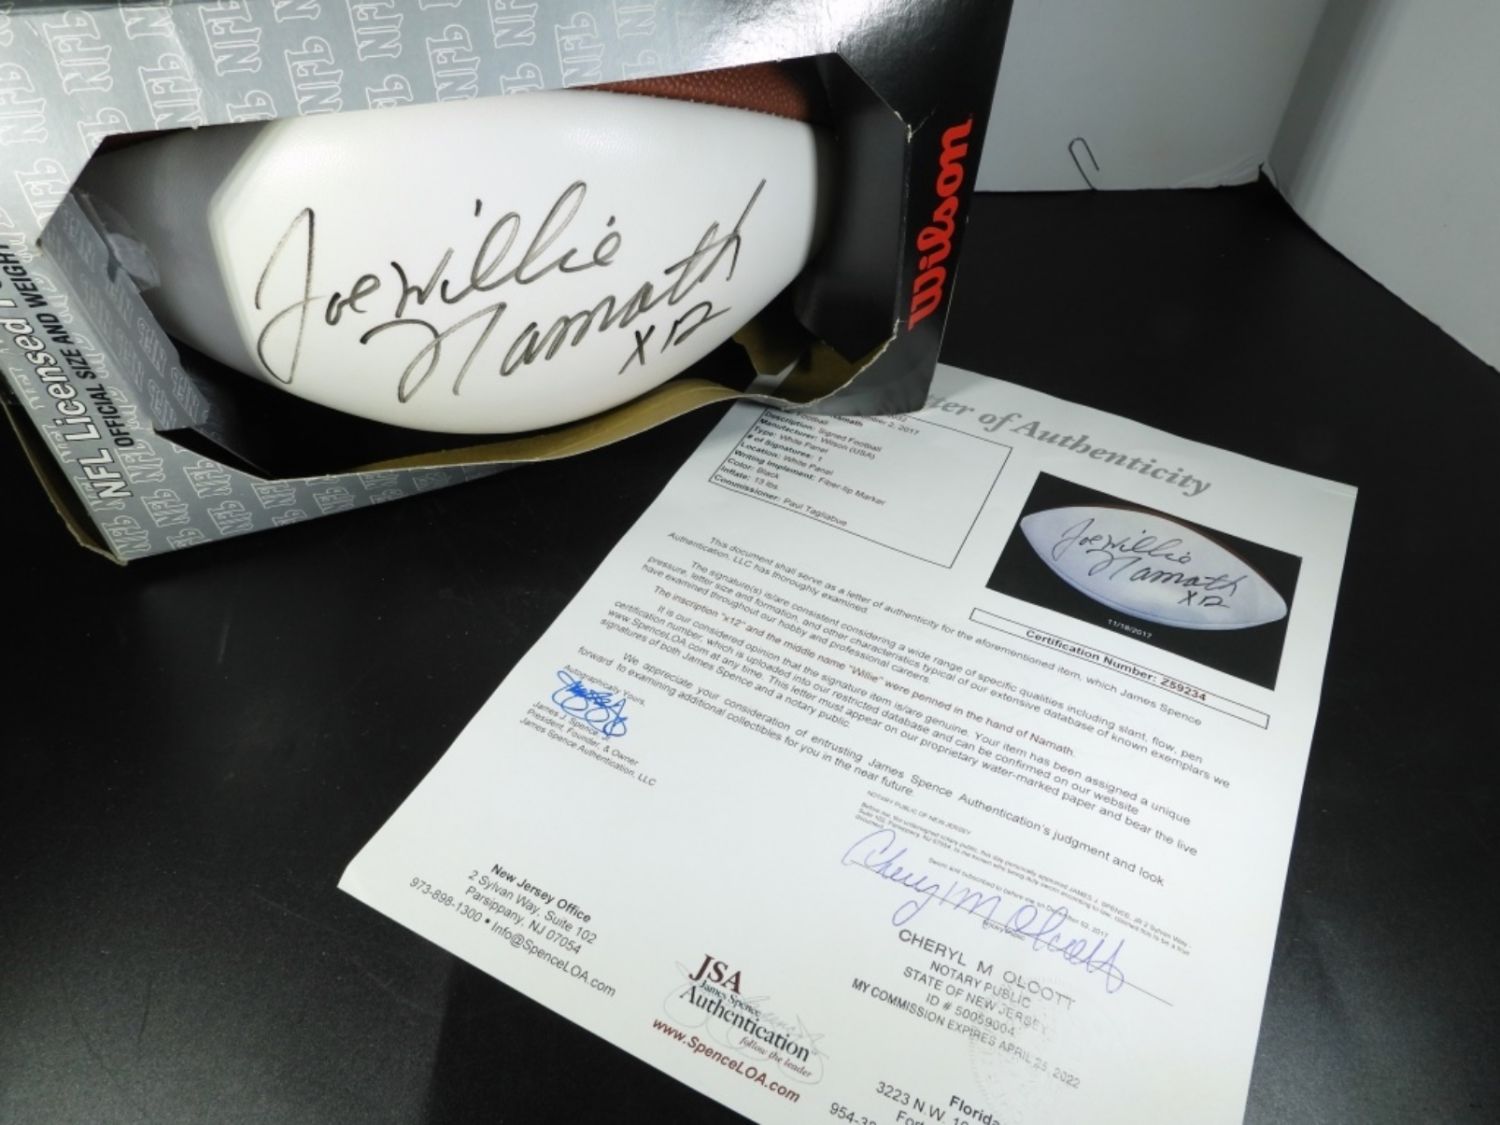 NFL Licensed
OFFICIAL SIZE AND WEIGHT
Joe Willie
Namath
X12
Wilson
Letter of Authenticity
2, 2017
Description: Signed Football
Manufacturer: Wilson (USA)
Type: White Panel
# of Signatures: 1
Location: White Panel
Writing Implement: Fiber-tip Marker
Color: Black
Inflate: 13 lbs.
Commissioner: Paul Tagliabue
Joe Willie
Namath
X12
11/18/2017
Certification Number: Z59234
This document shall serve as a letter of authenticity for the aforementioned item, which James Spence
Authentication, LLC has thoroughly examined.
The signature(s) is/are consistent considering a wide range of specific qualities including slant, flow, pen
pressure, letter size and formation, and other characteristics typical of our extensive database of known exemplars we
have examined throughout our hobby and professional careers.
The inscription "x12" and the middle name "Willie" were penned in the hand of Namath.
It is our considered opinion that the signature item is/are genuine. Your item has been assigned a unique
certification number, which is uploaded into our restricted database and can be confirmed on our website
www.SpenceLOA.com at any time. This letter must appear on our proprietary water-marked paper and bear the live
signatures of both James Spence and a notary public.
We appreciate your consideration of entrusting James Spence Authentication's judgment and look
forward to examining additional collectibles for you in the near future.
Autographically Yours,
James J. Spence, Jr.
President, Founder, & Owner
James Spence Authentication, LLC
NOTARY PUBLIC OF NEW JERSEY
Cheryl M Olcott
CHERYL M OLCOTT
NOTARY PUBLIC
STATE OF NEW JERSEY
ID # 50059004
MY COMMISSION EXPIRES APRIL 25, 2022
New Jersey Office
2 Sylvan Way, Suite 102
Parsippany, NJ 07054
973-898-1300 • Info@SpenceLOA.com
JSA
James Spence
Authentication
follow the leader
www.SpenceLOA.com
Florida
3223 N.W. 10
954-3